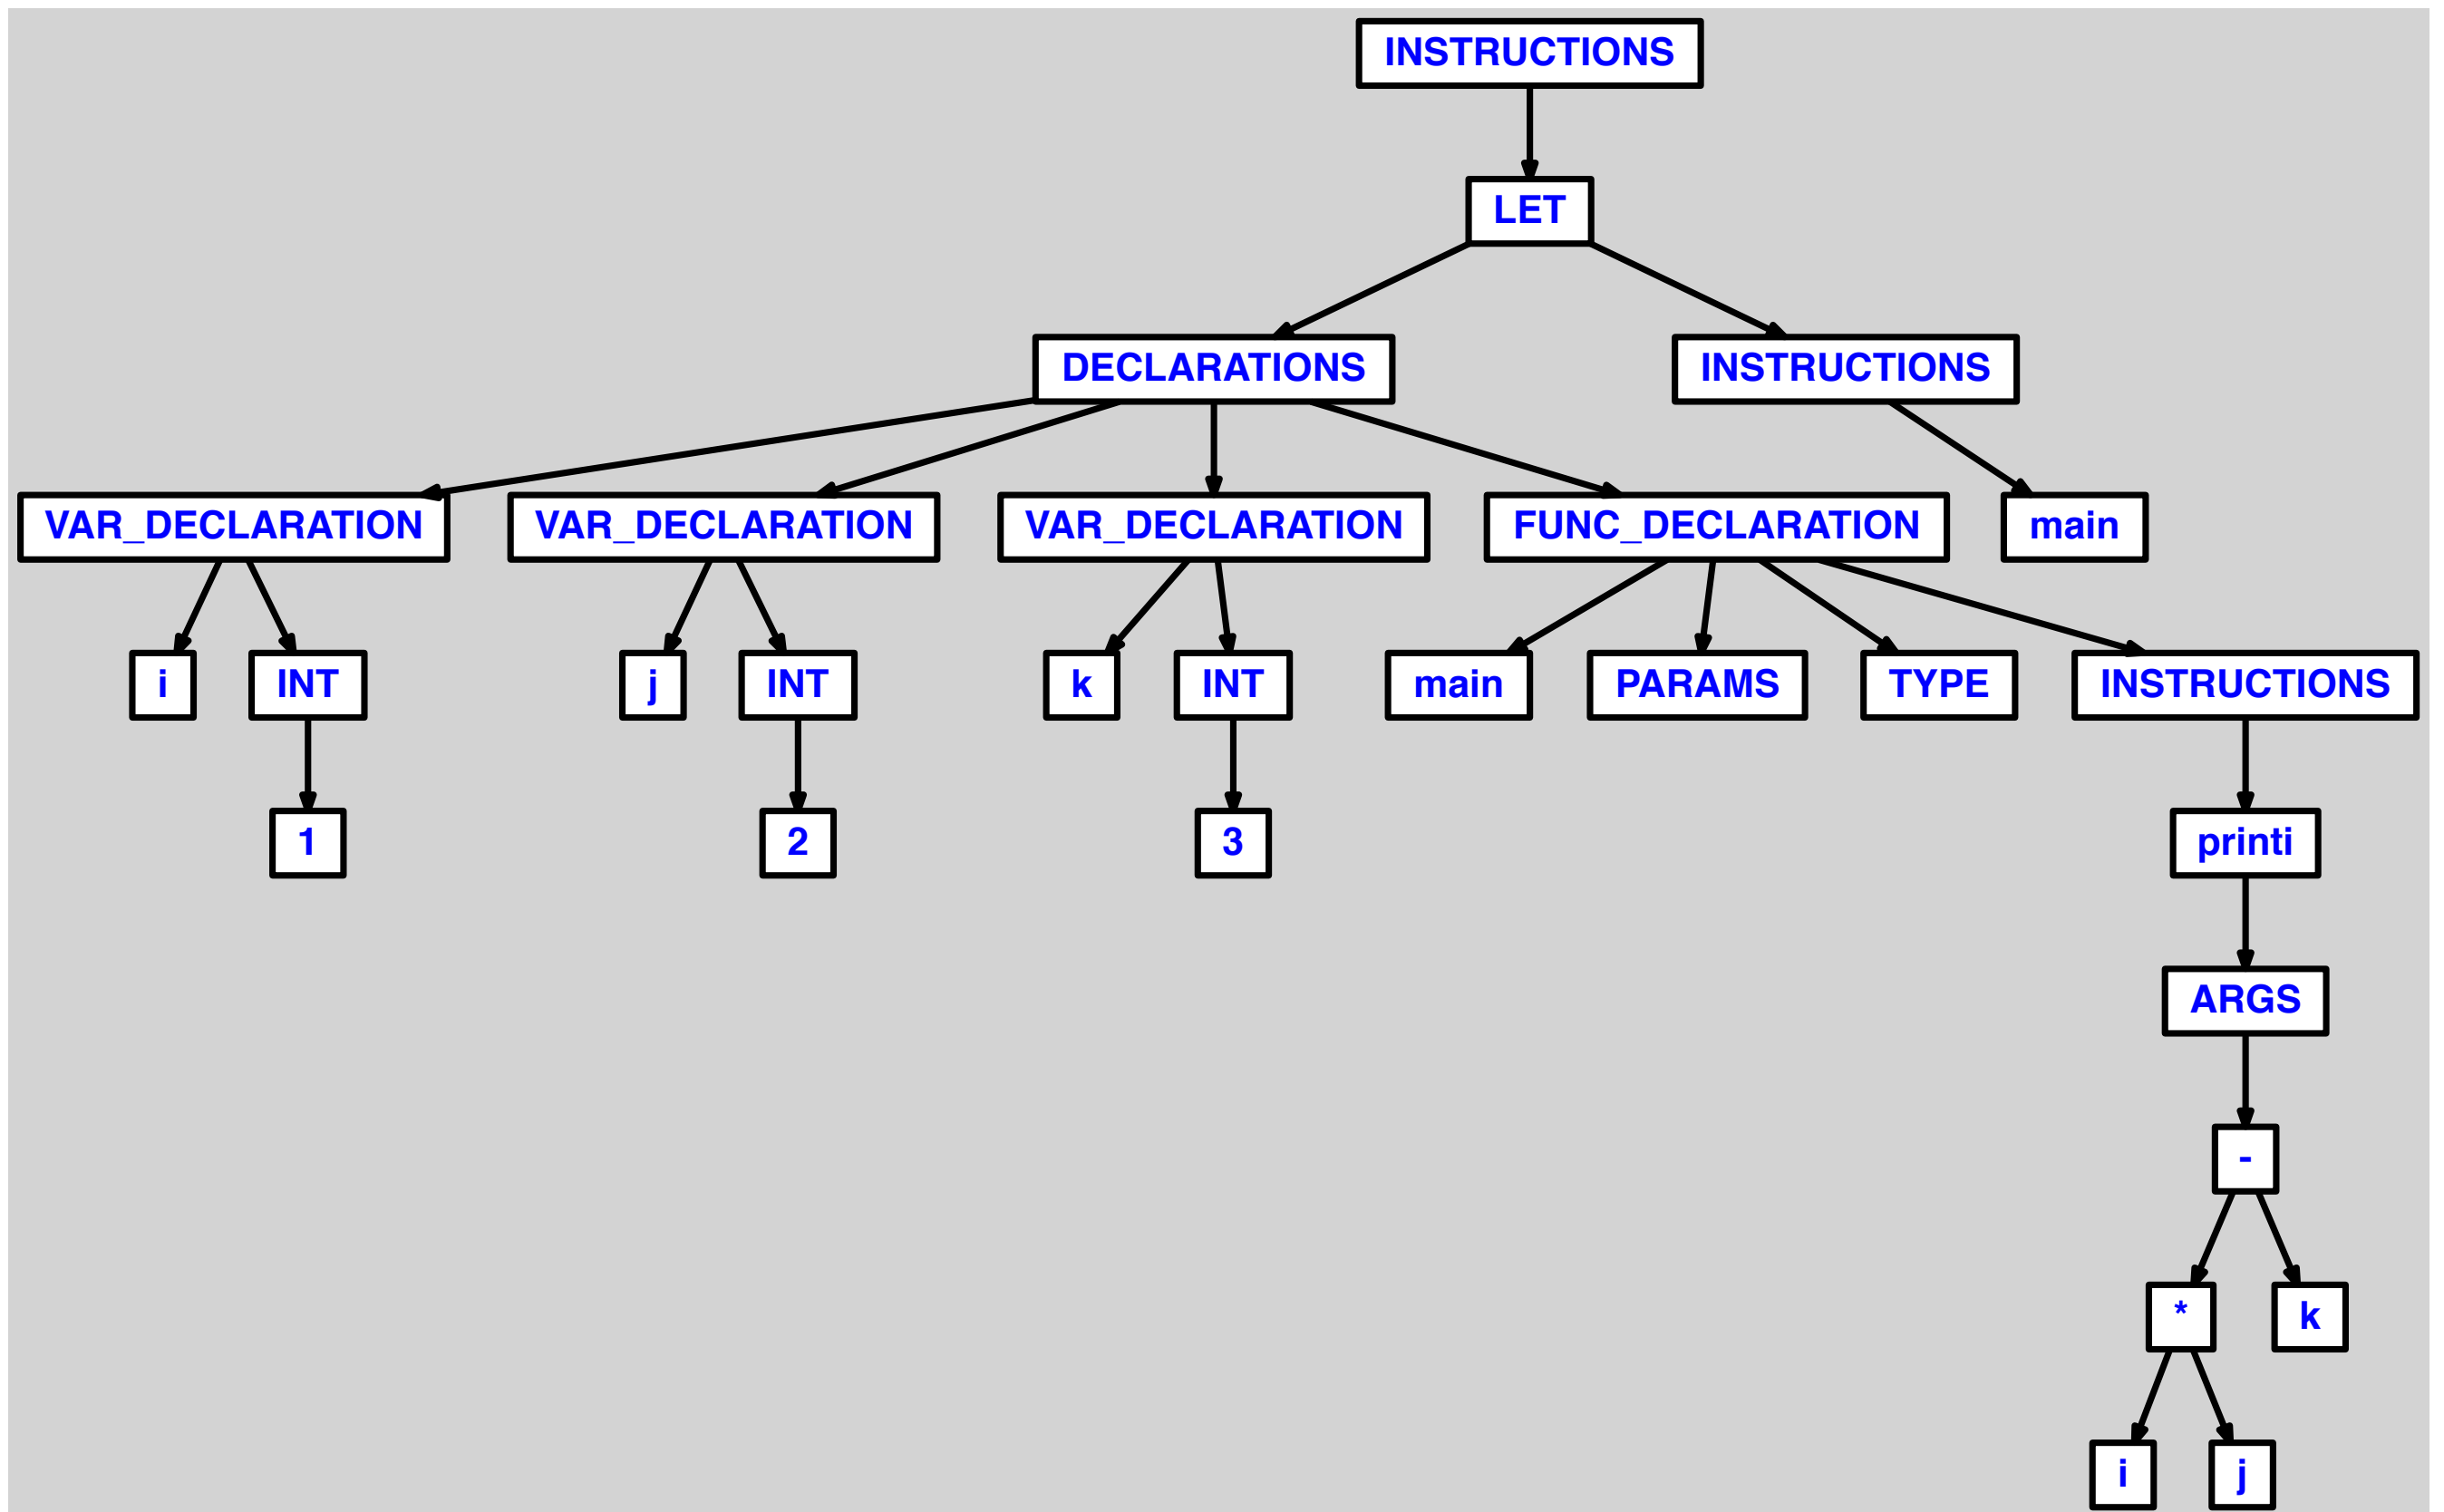 INSTRUCTIONS
LET
DECLARATIONS
INSTRUCTIONS
VAR_DECLARATION
VAR_DECLARATION
VAR_DECLARATION
FUNC_DECLARATION
main
i
INT
j
INT
k
INT
main
PARAMS
TYPE
INSTRUCTIONS
1
2
3
printi
ARGS
-
*
k
i
j